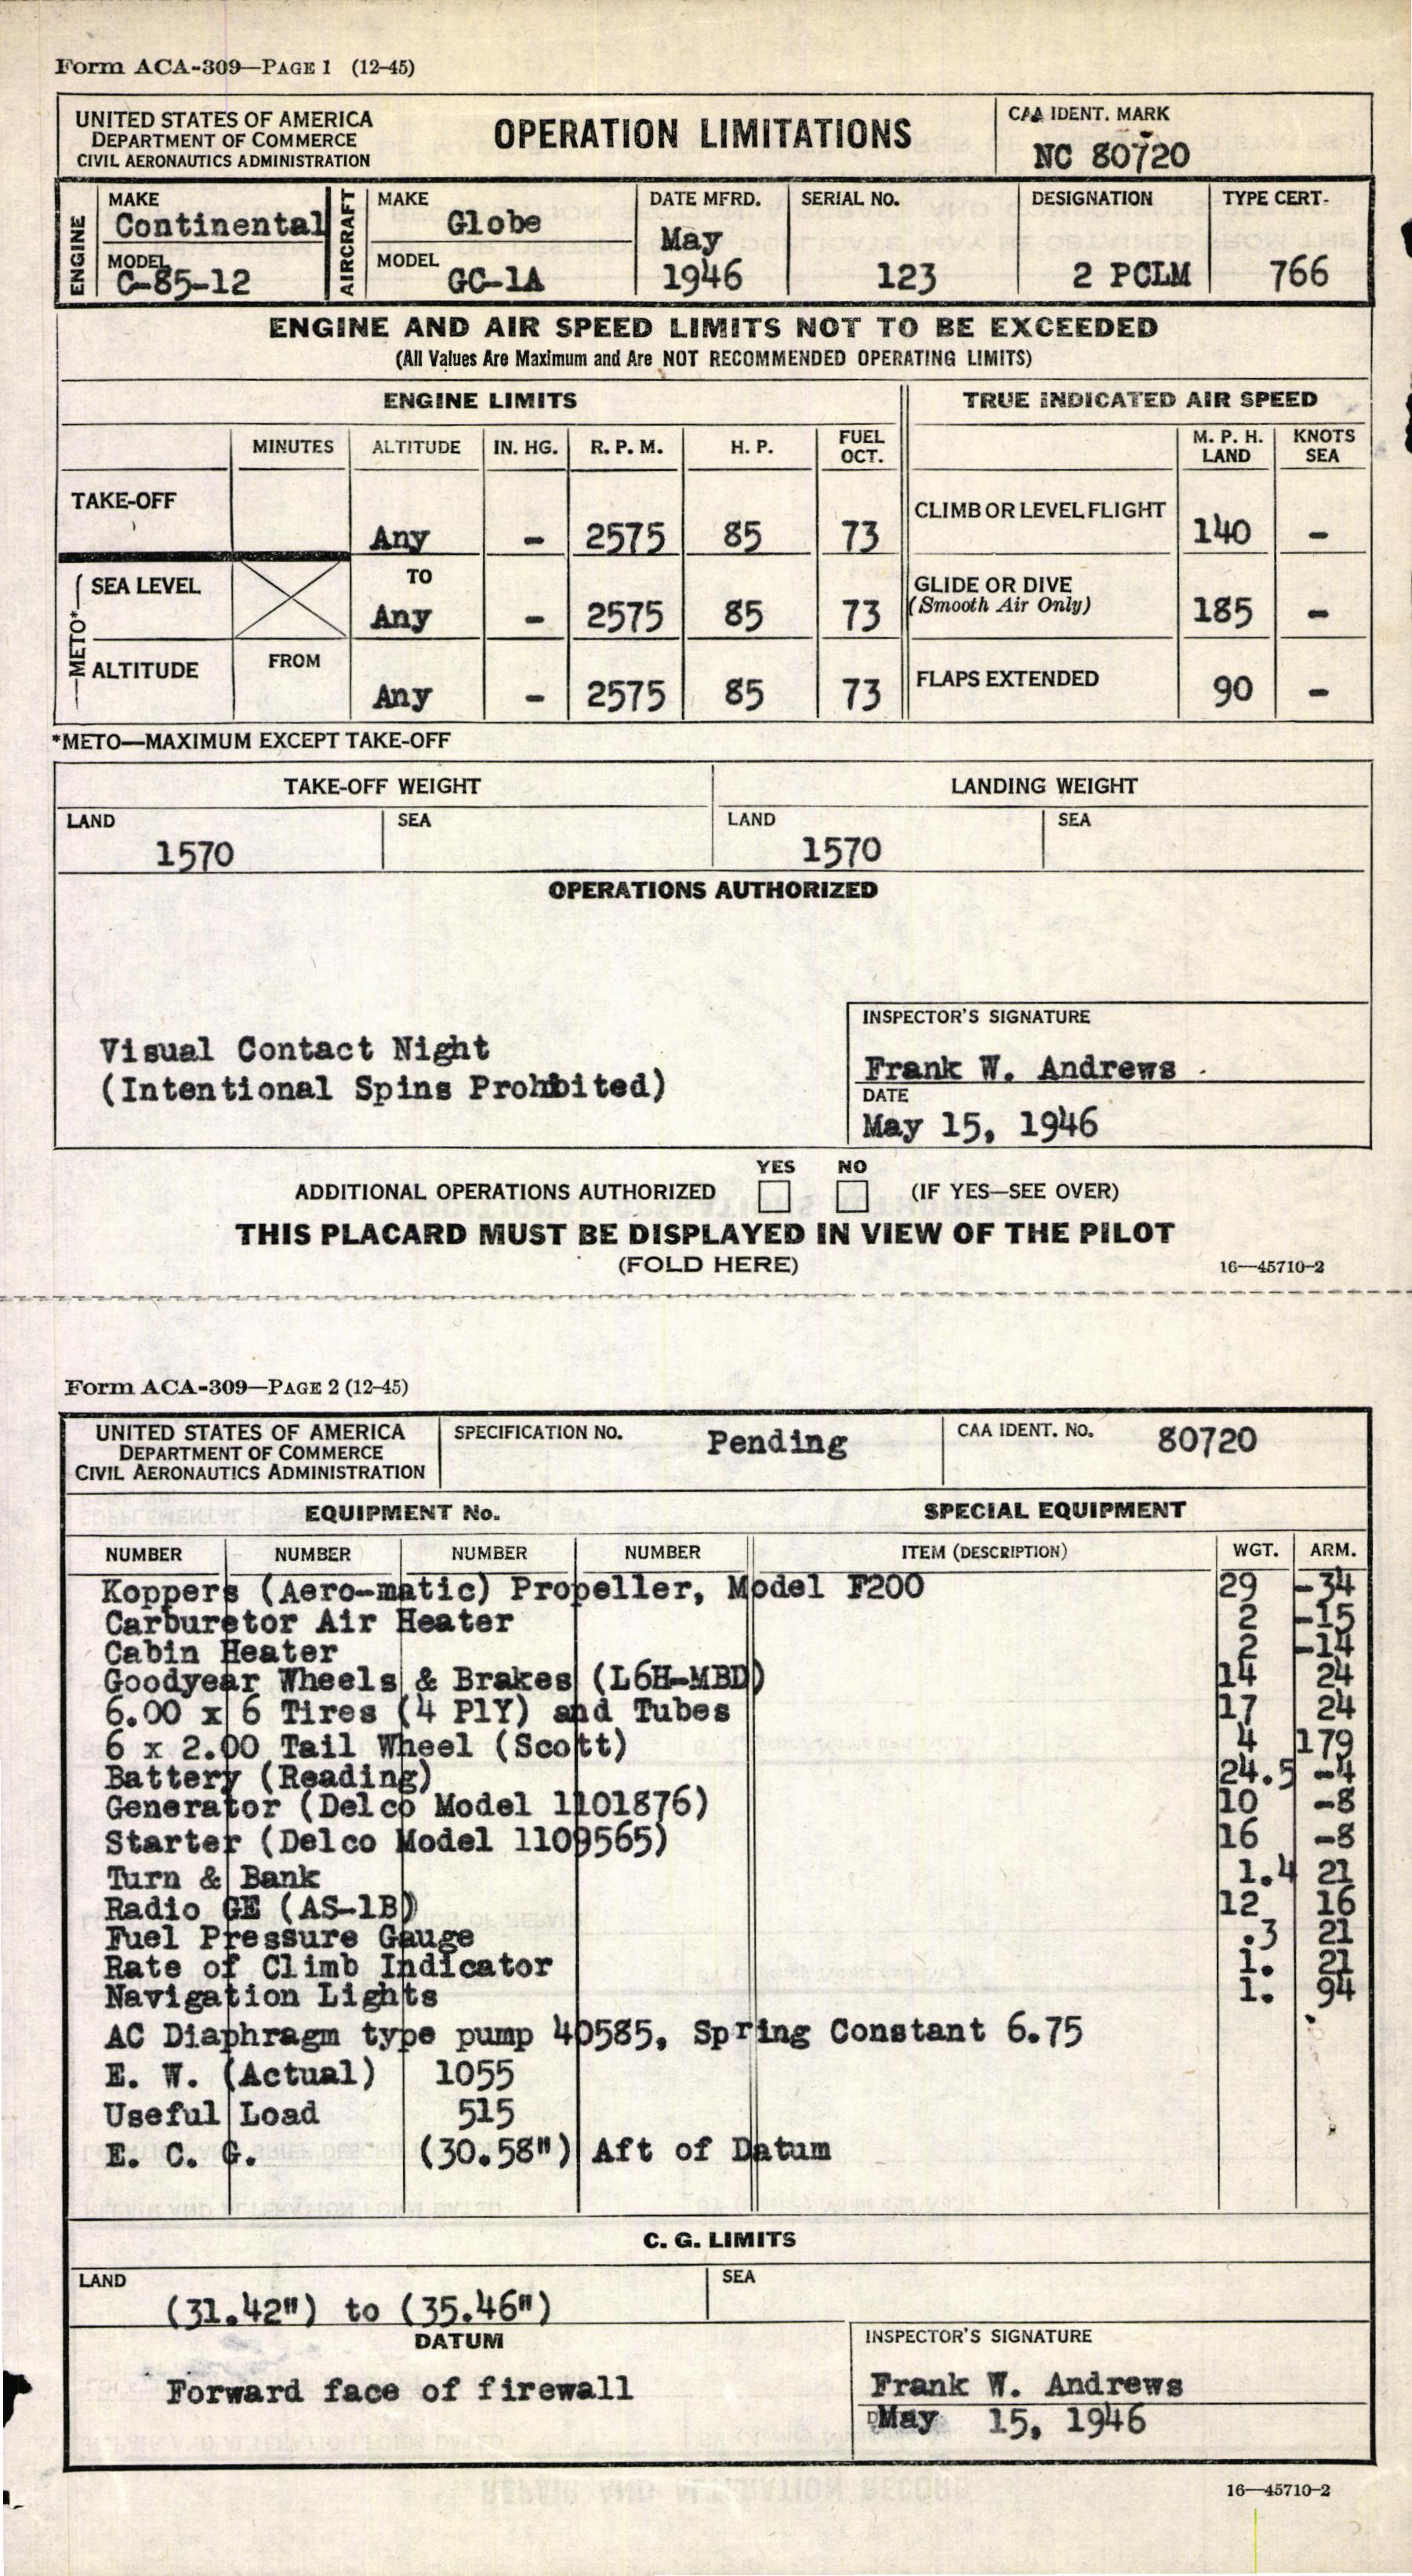 Form ACA-309—PAGE 1 (12-45)
UNITED STATES OF AMERICA
DEPARTMENT OF COMMERCE
CIVIL AERONAUTICS ADMINISTRATION
OPERATION LIMITATIONS
CAA IDENT. MARK
NC 80720
ENGINE
MAKE
Continental
MODEL
C-85-12
AIRCRAFT
MAKE
Globe
MODEL
GC-1A
DATE MFRD.
May
1946
SERIAL NO.
123
DESIGNATION
2 PCLM
TYPE CERT.
766
ENGINE AND AIR SPEED LIMITS NOT TO BE EXCEEDED
(All Values Are Maximum and Are NOT RECOMMENDED OPERATING LIMITS)
ENGINE LIMITS
TRUE INDICATED AIR SPEED
MINUTES ALTITUDE IN. HG. R. P. M. H. P. FUEL OCT. M. P. H. LAND KNOTS SEA
TAKE-OFF Any - 2575 85 73 CLIMB OR LEVEL FLIGHT 140 -
—METO*—
SEA LEVEL TO Any - 2575 85 73 GLIDE OR DIVE (Smooth Air Only) 185 -
ALTITUDE FROM Any - 2575 85 73 FLAPS EXTENDED 90 -
*METO—MAXIMUM EXCEPT TAKE-OFF
TAKE-OFF WEIGHT LANDING WEIGHT
LAND SEA LAND SEA
1570 1570
OPERATIONS AUTHORIZED
Visual Contact Night
(Intentional Spins Prohbited)
INSPECTOR'S SIGNATURE
Frank W. Andrews
DATE
May 15, 1946
YES NO
ADDITIONAL OPERATIONS AUTHORIZED (IF YES—SEE OVER)
THIS PLACARD MUST BE DISPLAYED IN VIEW OF THE PILOT
(FOLD HERE)
16—45710-2
Form ACA-309—PAGE 2 (12-45)
UNITED STATES OF AMERICA
DEPARTMENT OF COMMERCE
CIVIL AERONAUTICS ADMINISTRATION
SPECIFICATION NO. Pending
CAA IDENT. NO. 80720
EQUIPMENT No. SPECIAL EQUIPMENT
NUMBER NUMBER NUMBER NUMBER ITEM (DESCRIPTION) WGT. ARM.
Koppers (Aero-matic) Propeller, Model F200 29 -34
Carburetor Air Heater 2 -15
Cabin Heater 2 -14
Goodyear Wheels & Brakes (L6H-MBD) 14 24
6.00 x 6 Tires (4 PlY) and Tubes 17 24
6 x 2.00 Tail Wheel (Scott) 4 179
Battery (Reading) 24.5 -4
Generator (Delco Model 1101876) 10 -8
Starter (Delco Model 1109565) 16 -8
Turn & Bank 1.4 21
Radio GE (AS-1B) 12 16
Fuel Pressure Gauge .3 21
Rate of Climb Indicator 1. 21
Navigation Lights 1. 94
AC Diaphragm type pump 40585, Spring Constant 6.75
E. W. (Actual) 1055
Useful Load 515
E. C. G. (30.58") Aft of Datum
C. G. LIMITS
LAND SEA
(31.42") to (35.46")
DATUM
Forward face of firewall
INSPECTOR'S SIGNATURE
Frank W. Andrews
May 15, 1946
16—45710-2